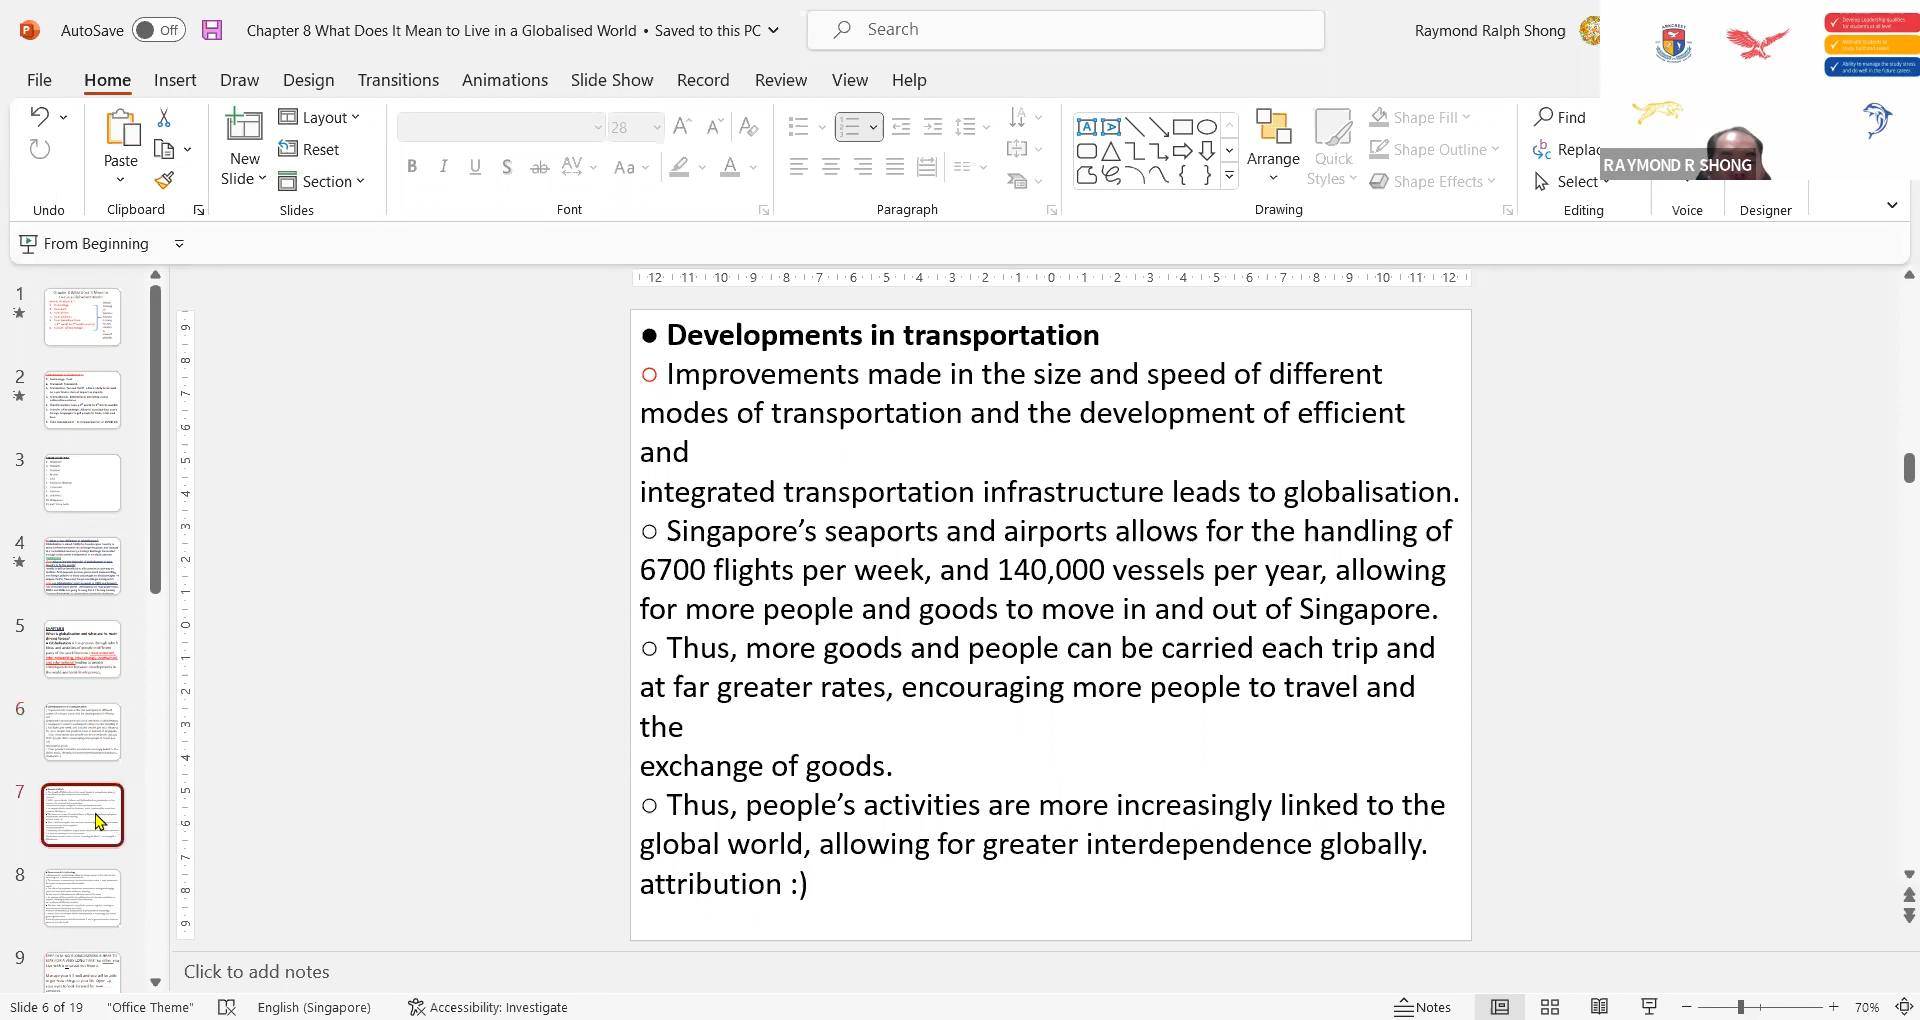 AutoSave Off Chapter 8 What Does It Mean to Live in a Globalised World • Saved to this PC Search Raymond Ralph Shong
File Home Insert Draw Design Transitions Animations Slide Show Record Review View Help
Paste
New Slide
Layout
Reset
Section
28
Arrange
Quick Styles
Shape Fill
Shape Outline
Shape Effects
Find
Replac
Select
RAYMOND R SHONG
Undo Clipboard Slides Font Paragraph Drawing Editing Voice Designer
From Beginning
● Developments in transportation
○ Improvements made in the size and speed of different
modes of transportation and the development of efficient
and
integrated transportation infrastructure leads to globalisation.
○ Singapore’s seaports and airports allows for the handling of
6700 flights per week, and 140,000 vessels per year, allowing
for more people and goods to move in and out of Singapore.
○ Thus, more goods and people can be carried each trip and
at far greater rates, encouraging more people to travel and
the
exchange of goods.
○ Thus, people’s activities are more increasingly linked to the
global world, allowing for greater interdependence globally.
attribution :)
1
2
3
4
5
6
7
8
9
Click to add notes
Slide 6 of 19 "Office Theme" English (Singapore) Accessibility: Investigate Notes 70%